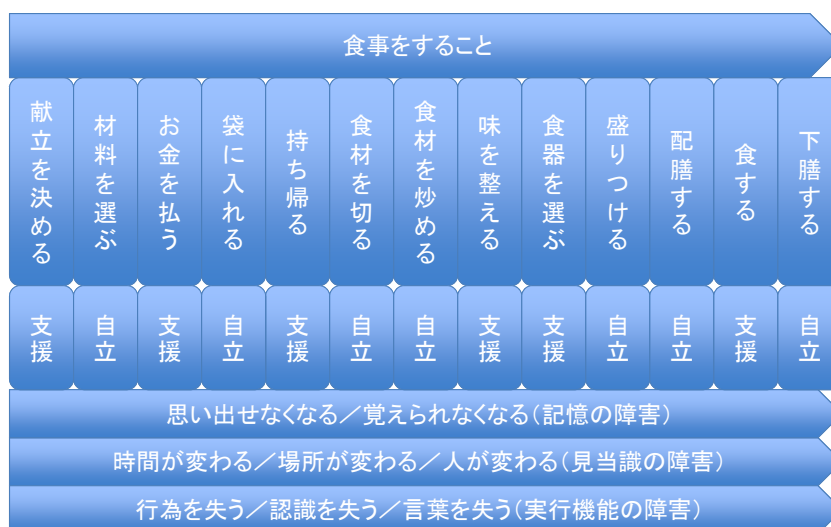 食事をすること
献立を決める
材料を選ぶ
お金を払う
袋に入れる
持ち帰る
食材を切る
食材を炒める
味を整える
食器を選ぶ
盛りつける
配膳する
食する
下膳する
支援
自立
支援
自立
支援
自立
自立
支援
支援
自立
自立
支援
自立
思い出せなくなる／覚えられなくなる(記憶の障害)
時間が変わる／場所が変わる／人が変わる(見当識の障害)
行為を失う／認識を失う／言葉を失う(実行機能の障害)